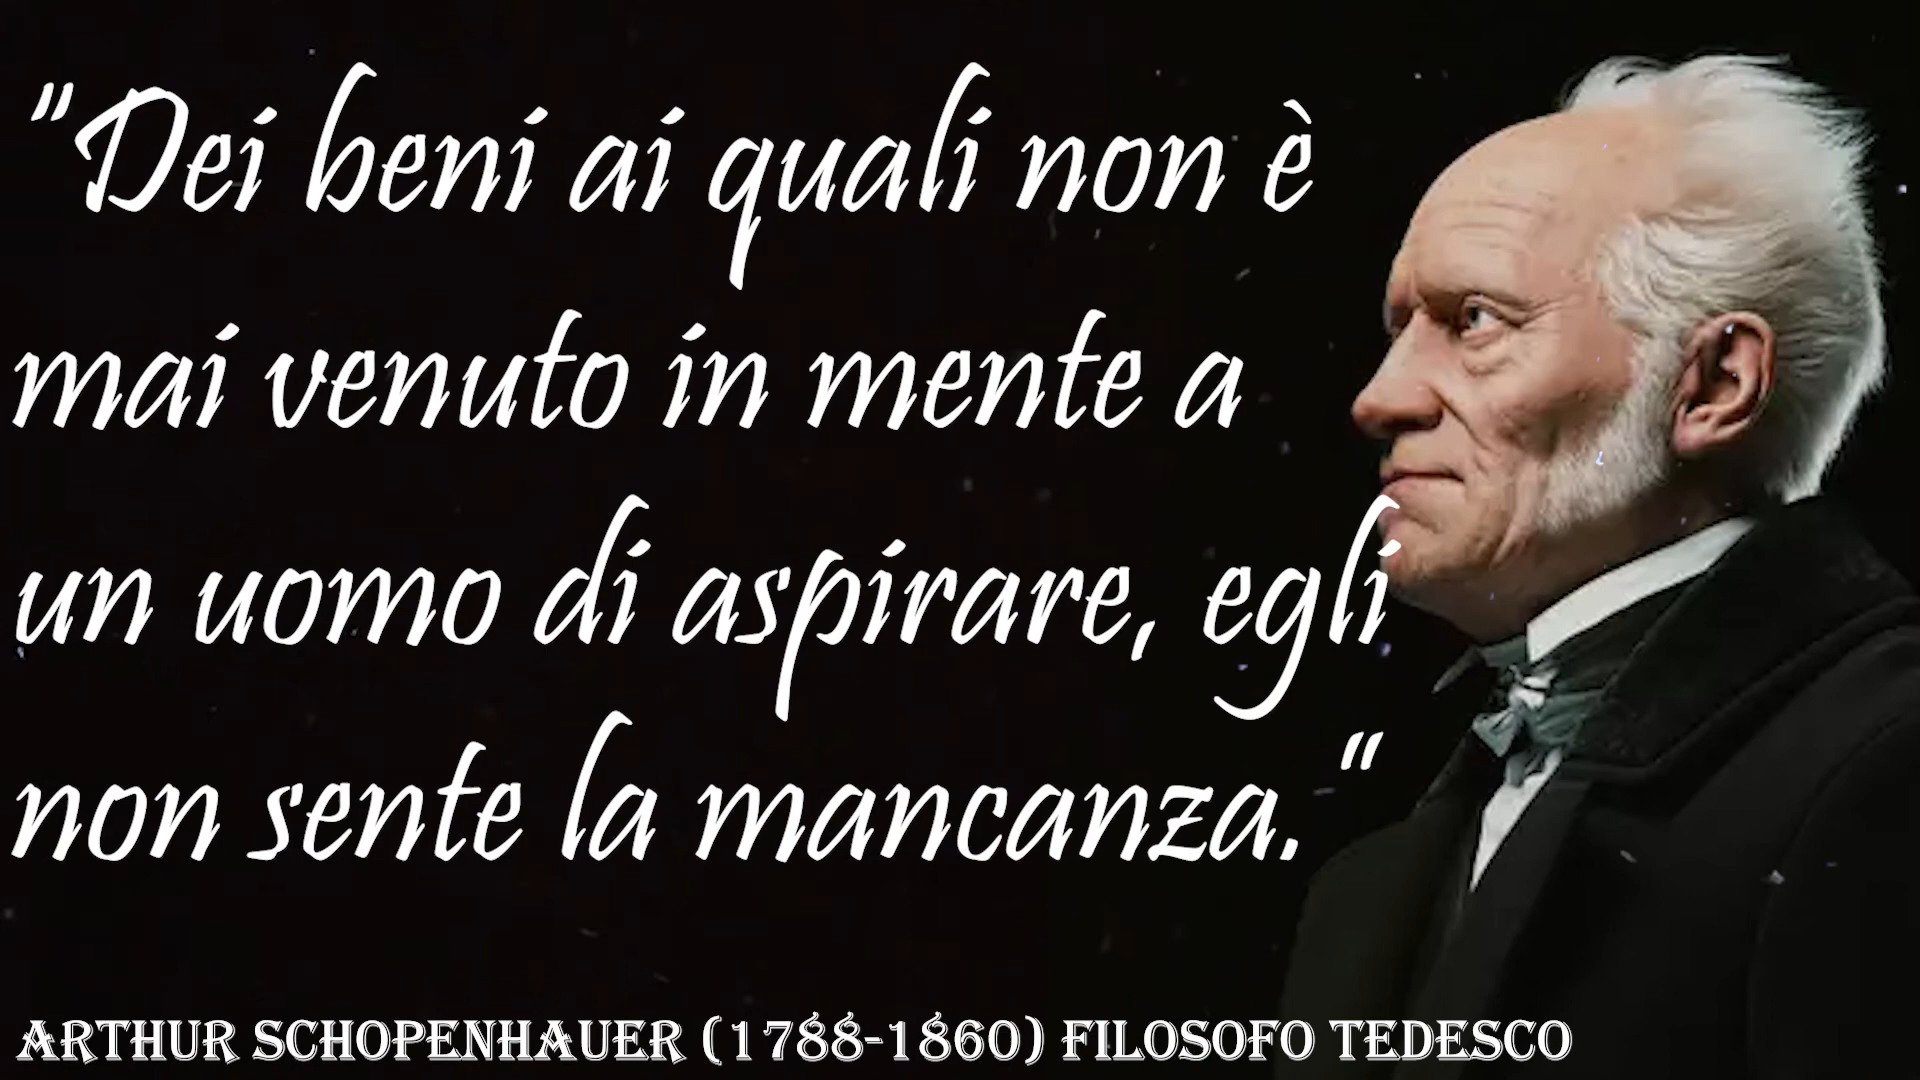 "Dei beni ai quali non è
mai venuto in mente a
un uomo di aspirare, egli
non sente la mancanza."
ARTHUR SCHOPENHAUER (1788-1860) FILOSOFO TEDESCO